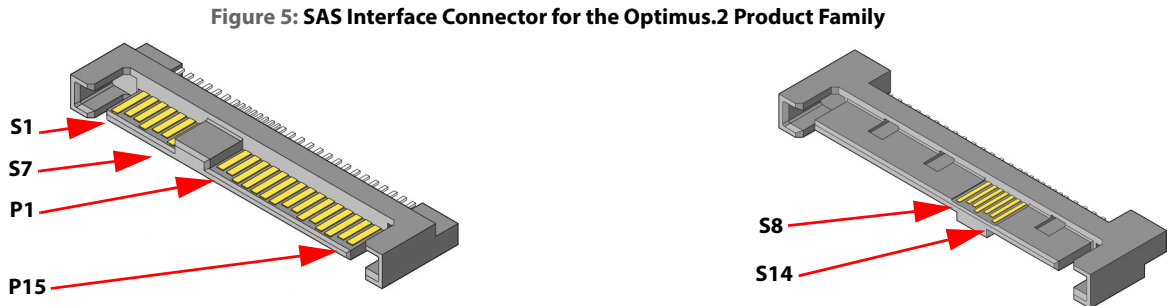 Figure 5: SAS Interface Connector for the Optimus.2 Product Family
S1
S7
P1
P15
S8
S14